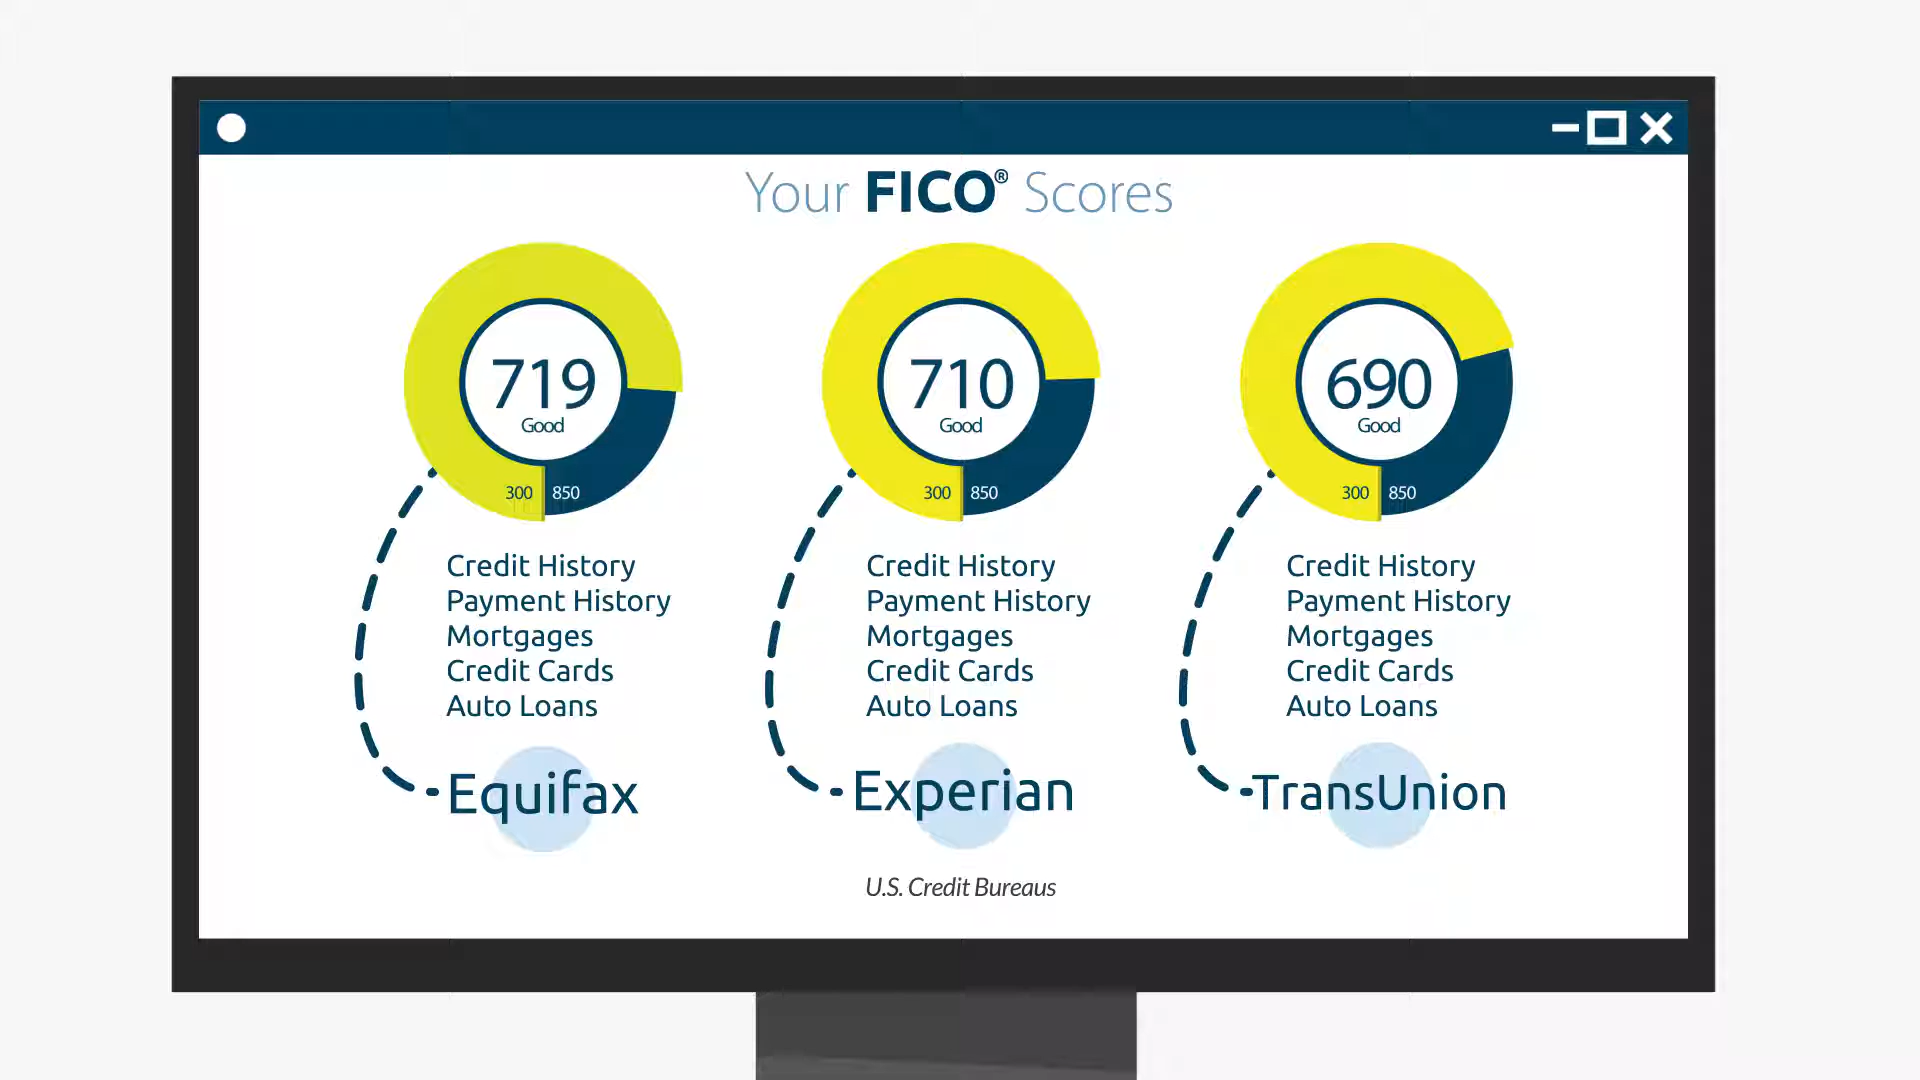 Your FICO® Scores
719
Good
300 850
710
Good
300 850
690
Good
300 850
Credit History
Payment History
Mortgages
Credit Cards
Auto Loans
Credit History
Payment History
Mortgages
Credit Cards
Auto Loans
Credit History
Payment History
Mortgages
Credit Cards
Auto Loans
Equifax
Experian
TransUnion
U.S. Credit Bureaus